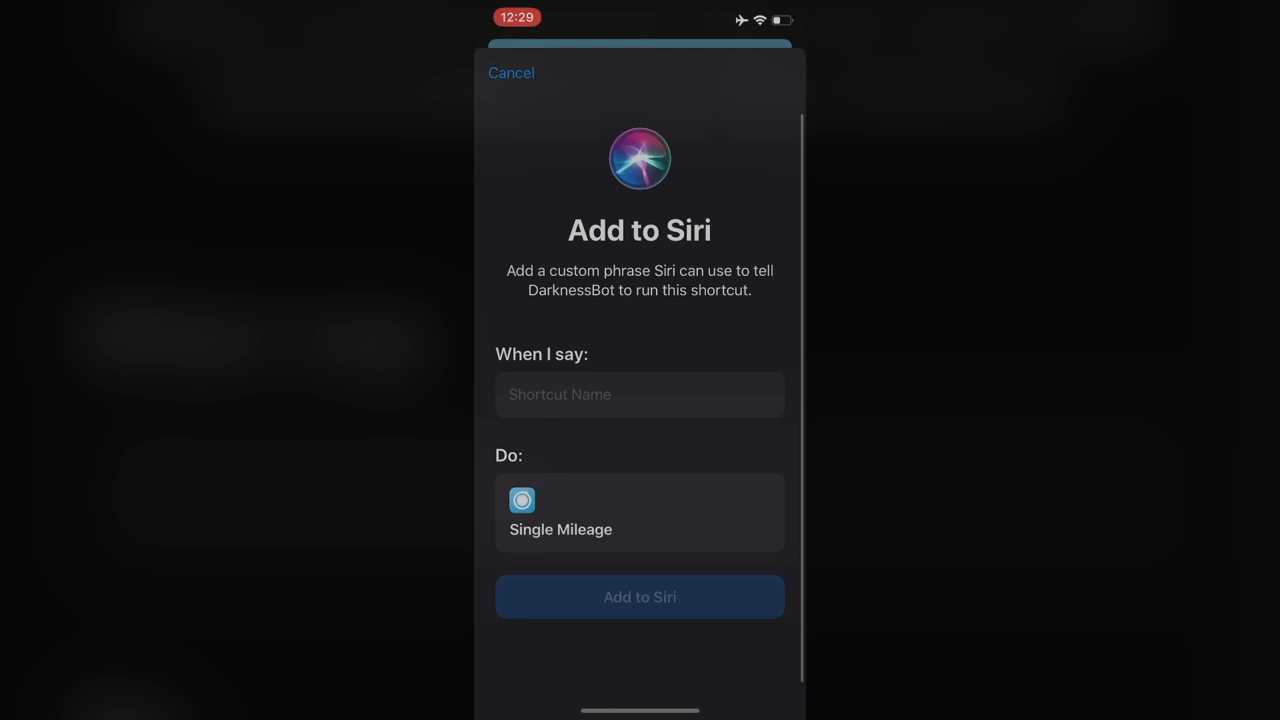 12:29
Cancel
Add to Siri
Add a custom phrase Siri can use to tell
DarknessBot to run this shortcut.
When I say:
Shortcut Name
Do:
Single Mileage
Add to Siri